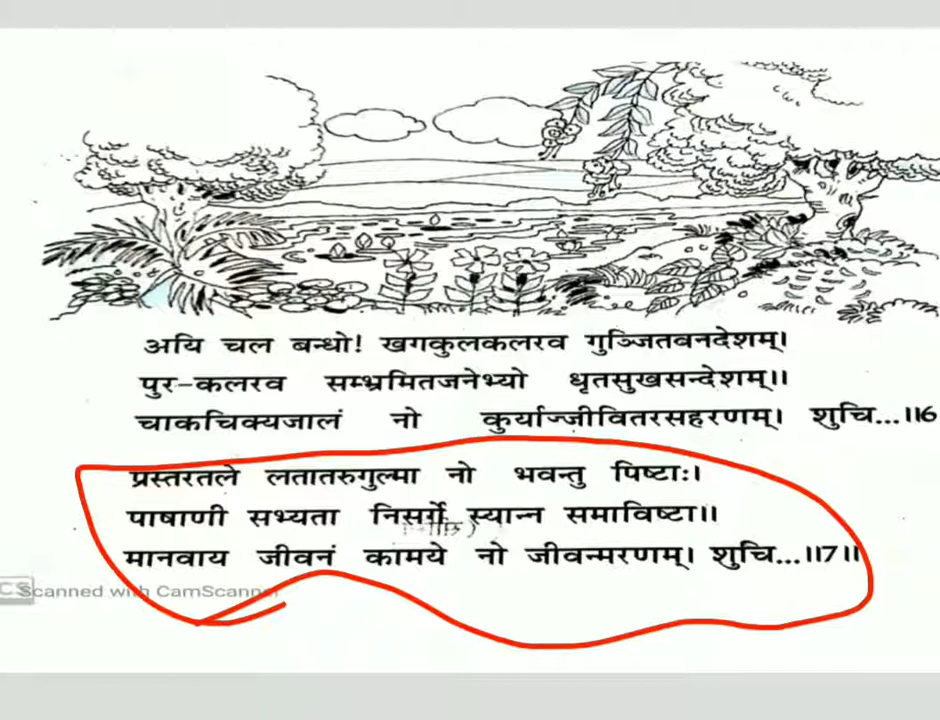 अयि चल बन्धो! खगकुलकलरव गुञ्जितवनदेशम्।
पुर-कलरव सम्भ्रमितजनेभ्यो धृतसुखसन्देशम्।।
चाकचिक्यजालं नो कुर्याज्जीवितरसहरणम्। शुचि...।।6
प्रस्तरतले लतातरुगुल्मा नो भवन्तु पिष्टाः।
पाषाणी सभ्यता निसर्गे स्यान्न समाविष्टा।।
मानवाय जीवनं कामये नो जीवन्मरणम्। शुचि...।।7।।
CS Scanned with CamScanner